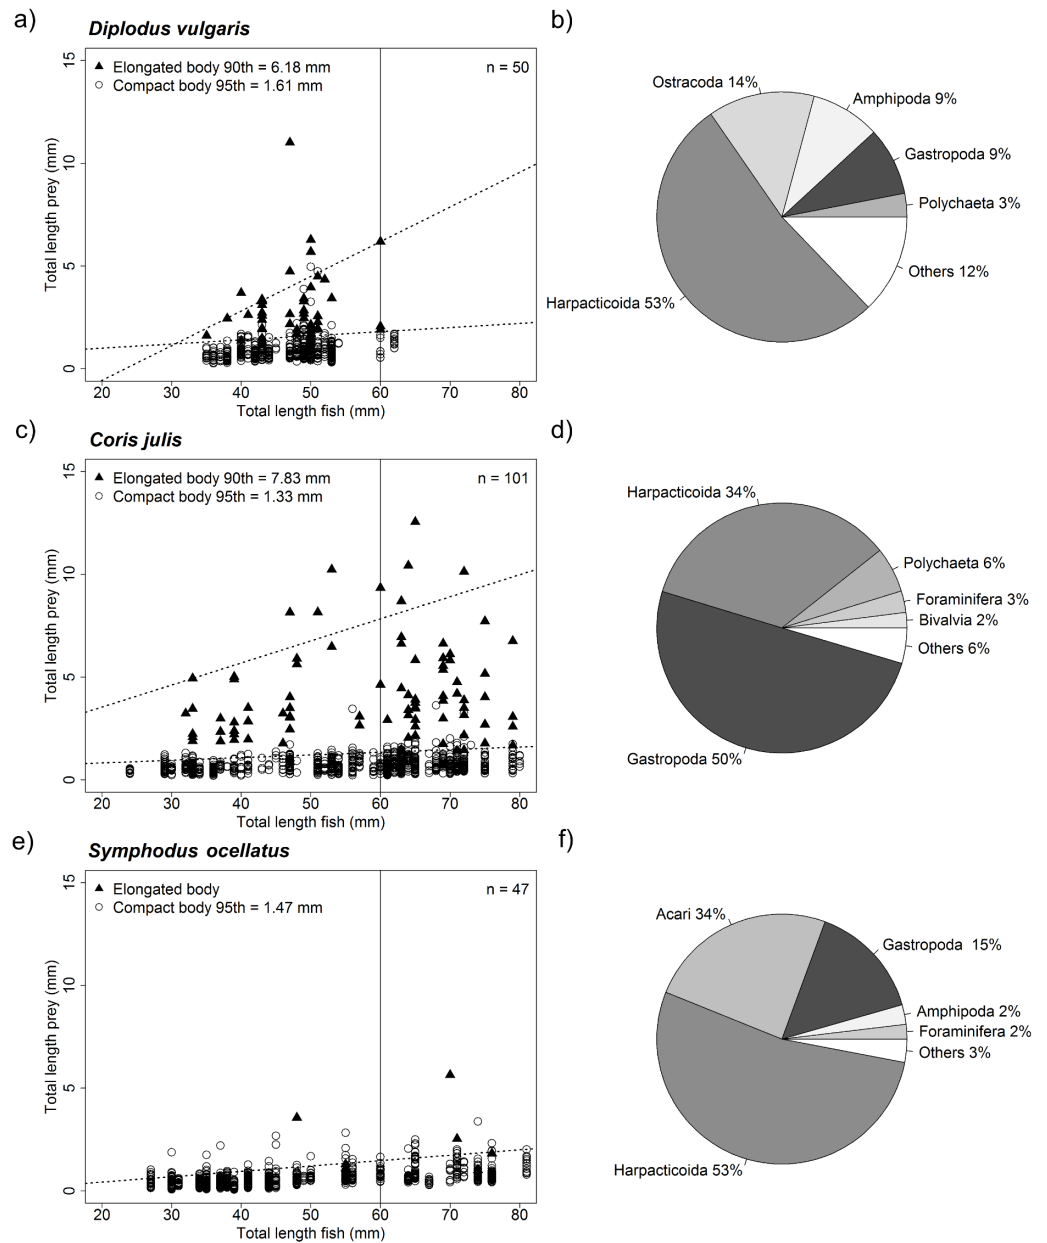 a)
Diplodus vulgaris
Elongated body 90th = 6.18 mm
Compact body 95th = 1.61 mm
n = 50
Total length prey (mm)
15
10
5
0
20 30 40 50 60 70 80
Total length fish (mm)
b)
Ostracoda 14%
Amphipoda 9%
Gastropoda 9%
Polychaeta 3%
Others 12%
Harpacticoida 53%
c)
Coris julis
Elongated body 90th = 7.83 mm
Compact body 95th = 1.33 mm
n = 101
Total length prey (mm)
15
10
5
0
20 30 40 50 60 70 80
Total length fish (mm)
d)
Harpacticoida 34%
Polychaeta 6%
Foraminifera 3%
Bivalvia 2%
Others 6%
Gastropoda 50%
e)
Symphodus ocellatus
Elongated body
Compact body 95th = 1.47 mm
n = 47
Total length prey (mm)
15
10
5
0
20 30 40 50 60 70 80
Total length fish (mm)
f)
Acari 34%
Gastropoda 15%
Amphipoda 2%
Foraminifera 2%
Others 3%
Harpacticoida 53%